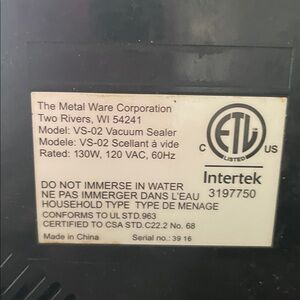 The Metal Ware Corporation
Two Rivers, WI 54241
Model: VS-02 Vacuum Sealer
Modele: VS-02 Scellant à vide
Rated: 130W, 120 VAC, 60Hz
C ETL US
LISTED
Intertek
3197750
DO NOT IMMERSE IN WATER
NE PAS IMMERGER DANS L'EAU
HOUSEHOLD TYPE TYPE DE MENAGE
CONFORMS TO UL STD.963
CERTIFIED TO CSA STD.C22.2 No. 68
Made in China Serial no.: 39 16